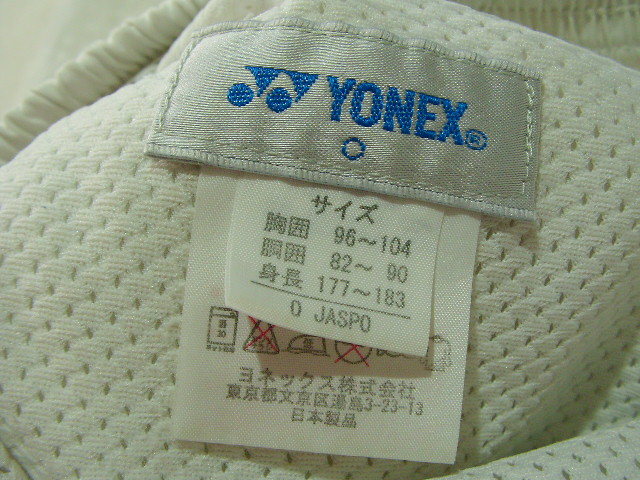 YONEX®
O
サイズ
胸囲 96～104
胴囲 82～ 90
身長 177～183
O JASPO
ヨネックス株式会社
東京都文京区湯島3-23-13
日本製品